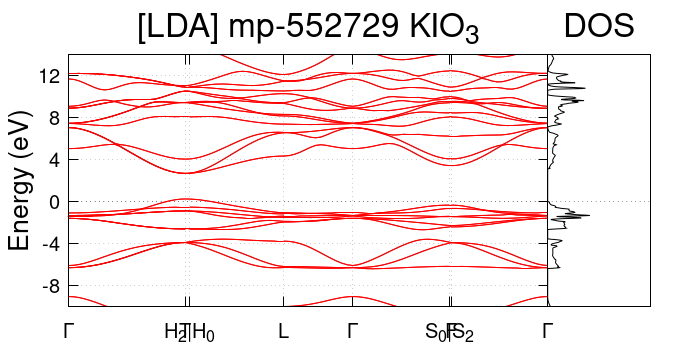 [LDA] mp-552729 KIO3 DOS
12
8
4
0
-4
-8
Energy (eV)
Γ H2|T|H0 L Γ S0|F|S2 Γ